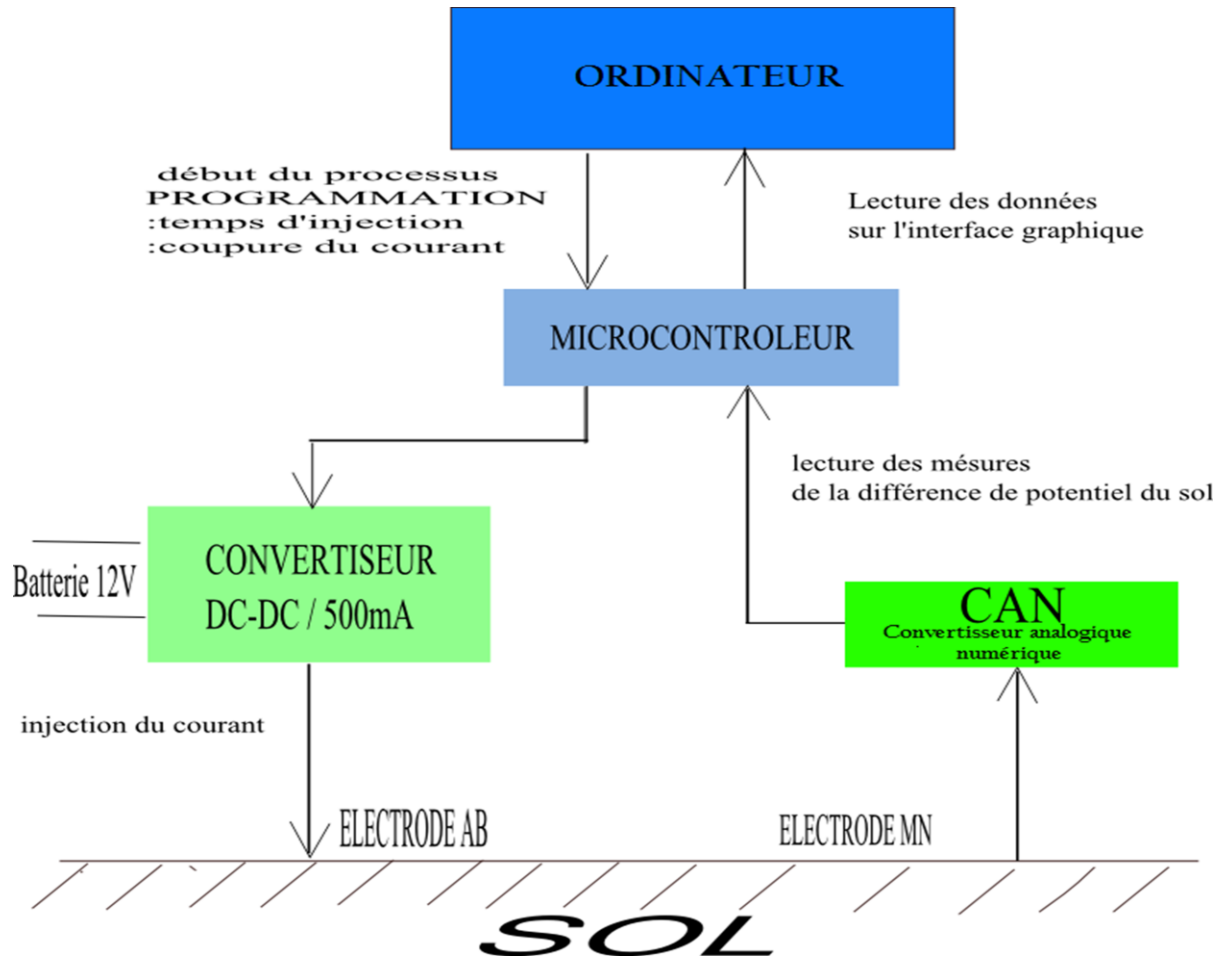 ORDINATEUR
début du processus
PROGRAMMATION
:temps d'injection
:coupure du courant
Lecture des données
sur l'interface graphique
MICROCONTROLEUR
lecture des mésures
de la différence de potentiel du sol
Batterie 12V
CONVERTISEUR
DC-DC / 500mA
CAN
Convertisseur analogique
numérique
injection du courant
ELECTRODE AB
ELECTRODE MN
SOL